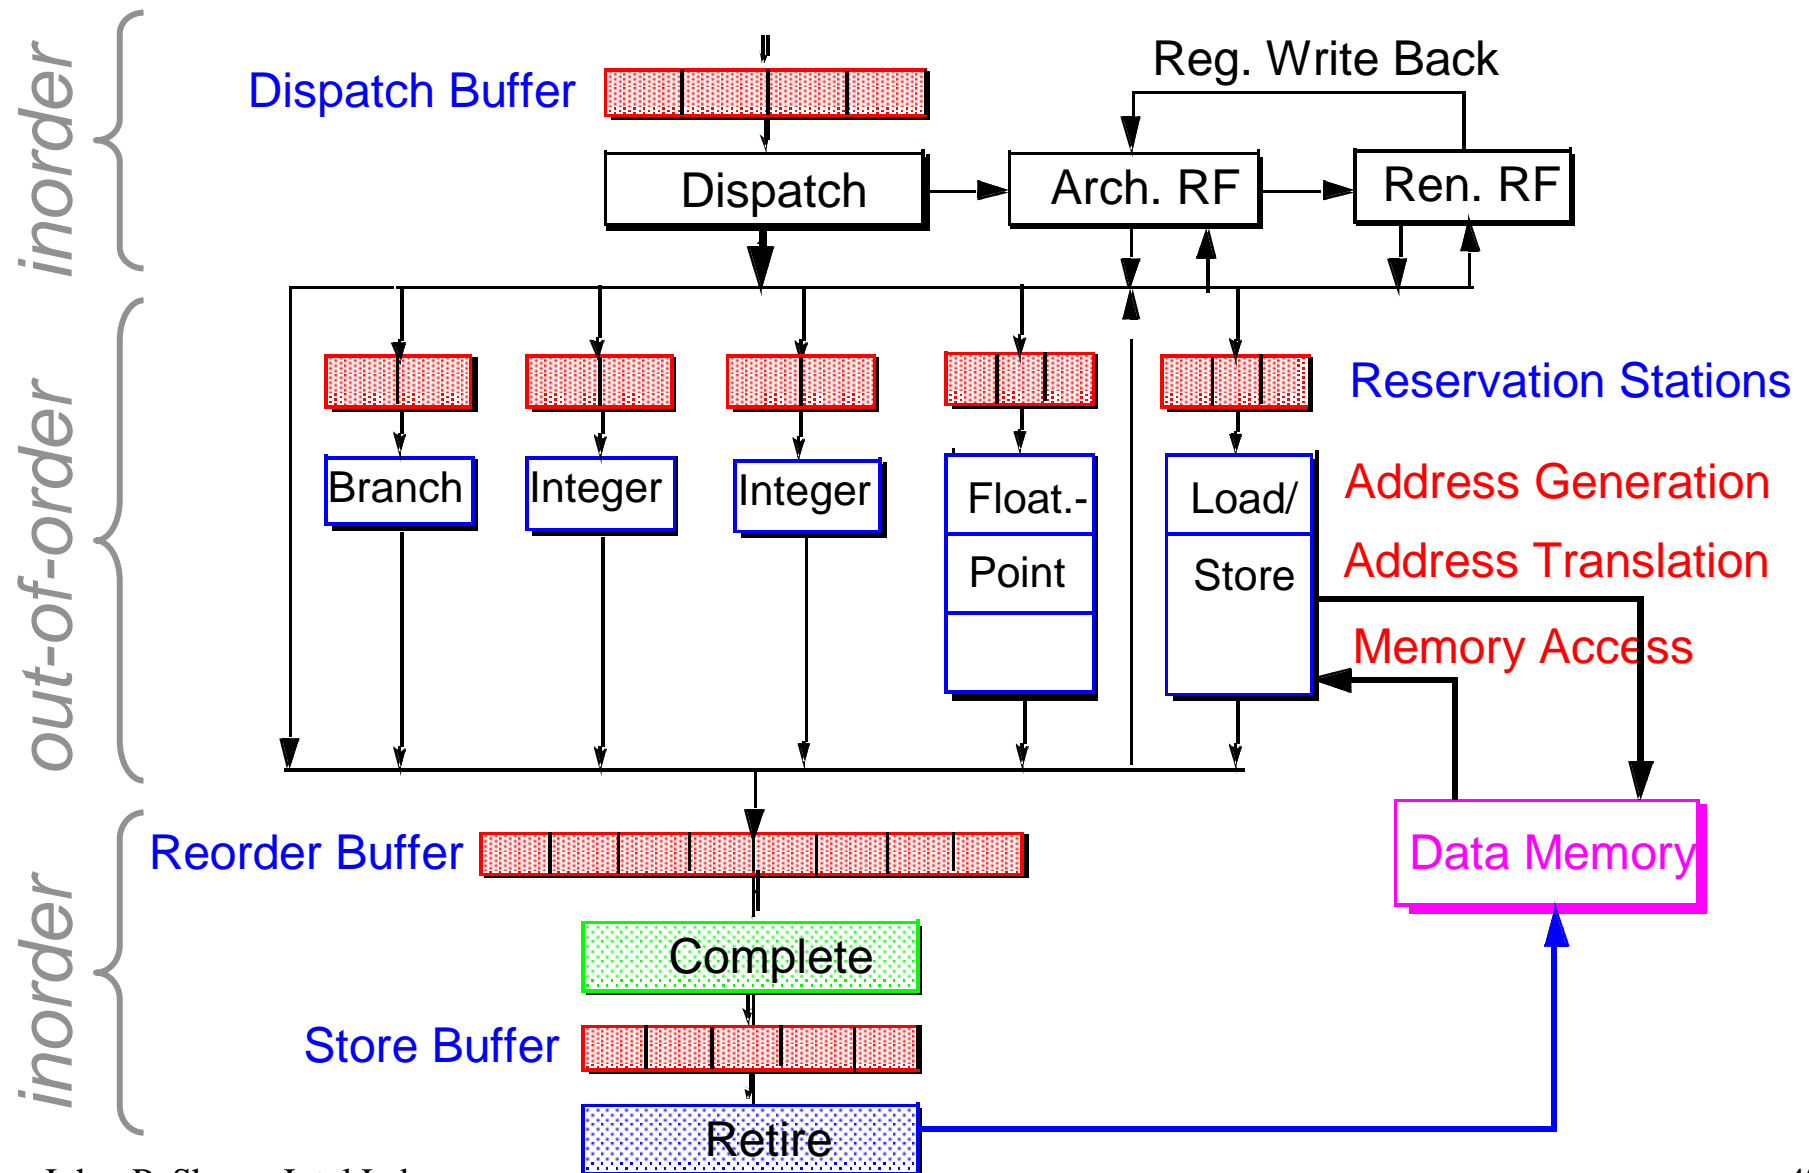 inorder
Reg. Write Back
Dispatch Buffer
Dispatch
Arch. RF
Ren. RF
out-of-order
Reservation Stations
Branch
Integer
Integer
Float.-
Point
Load/
Store
Address Generation
Address Translation
Memory Access
inorder
Reorder Buffer
Data Memory
Complete
Store Buffer
Retire